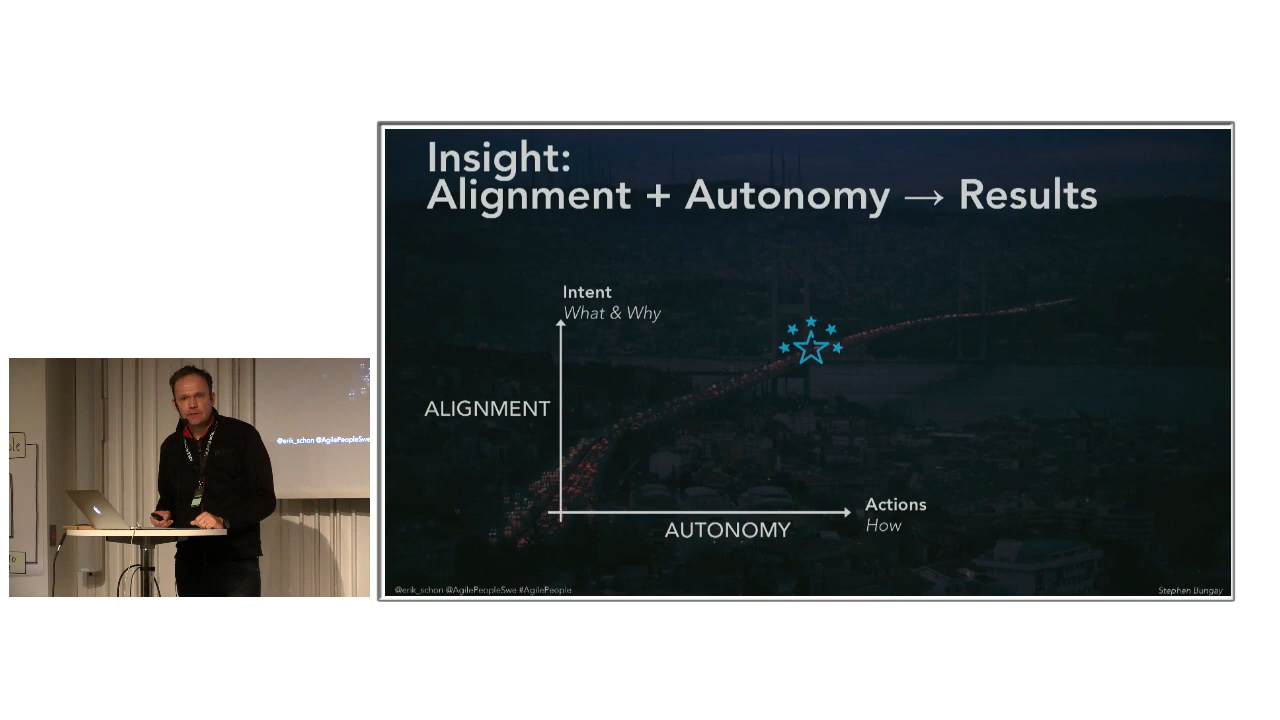 Insight:
Alignment + Autonomy → Results
Intent
What & Why
ALIGNMENT
AUTONOMY
Actions
How
@erik_schon @AgilePeopleSwe #AgilePeople
Stephen Bungay
@erik_schon @AgilePeopleSwe